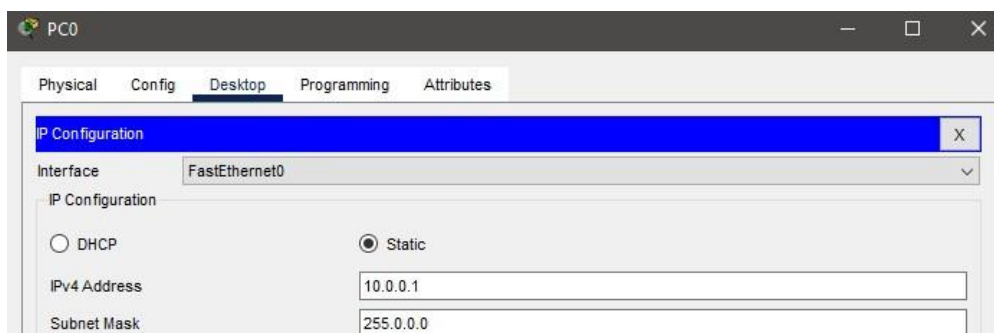 PC0
Physical Config Desktop Programming Attributes
IP Configuration X
Interface FastEthernet0
IP Configuration
DHCP Static
IPv4 Address 10.0.0.1
Subnet Mask 255.0.0.0